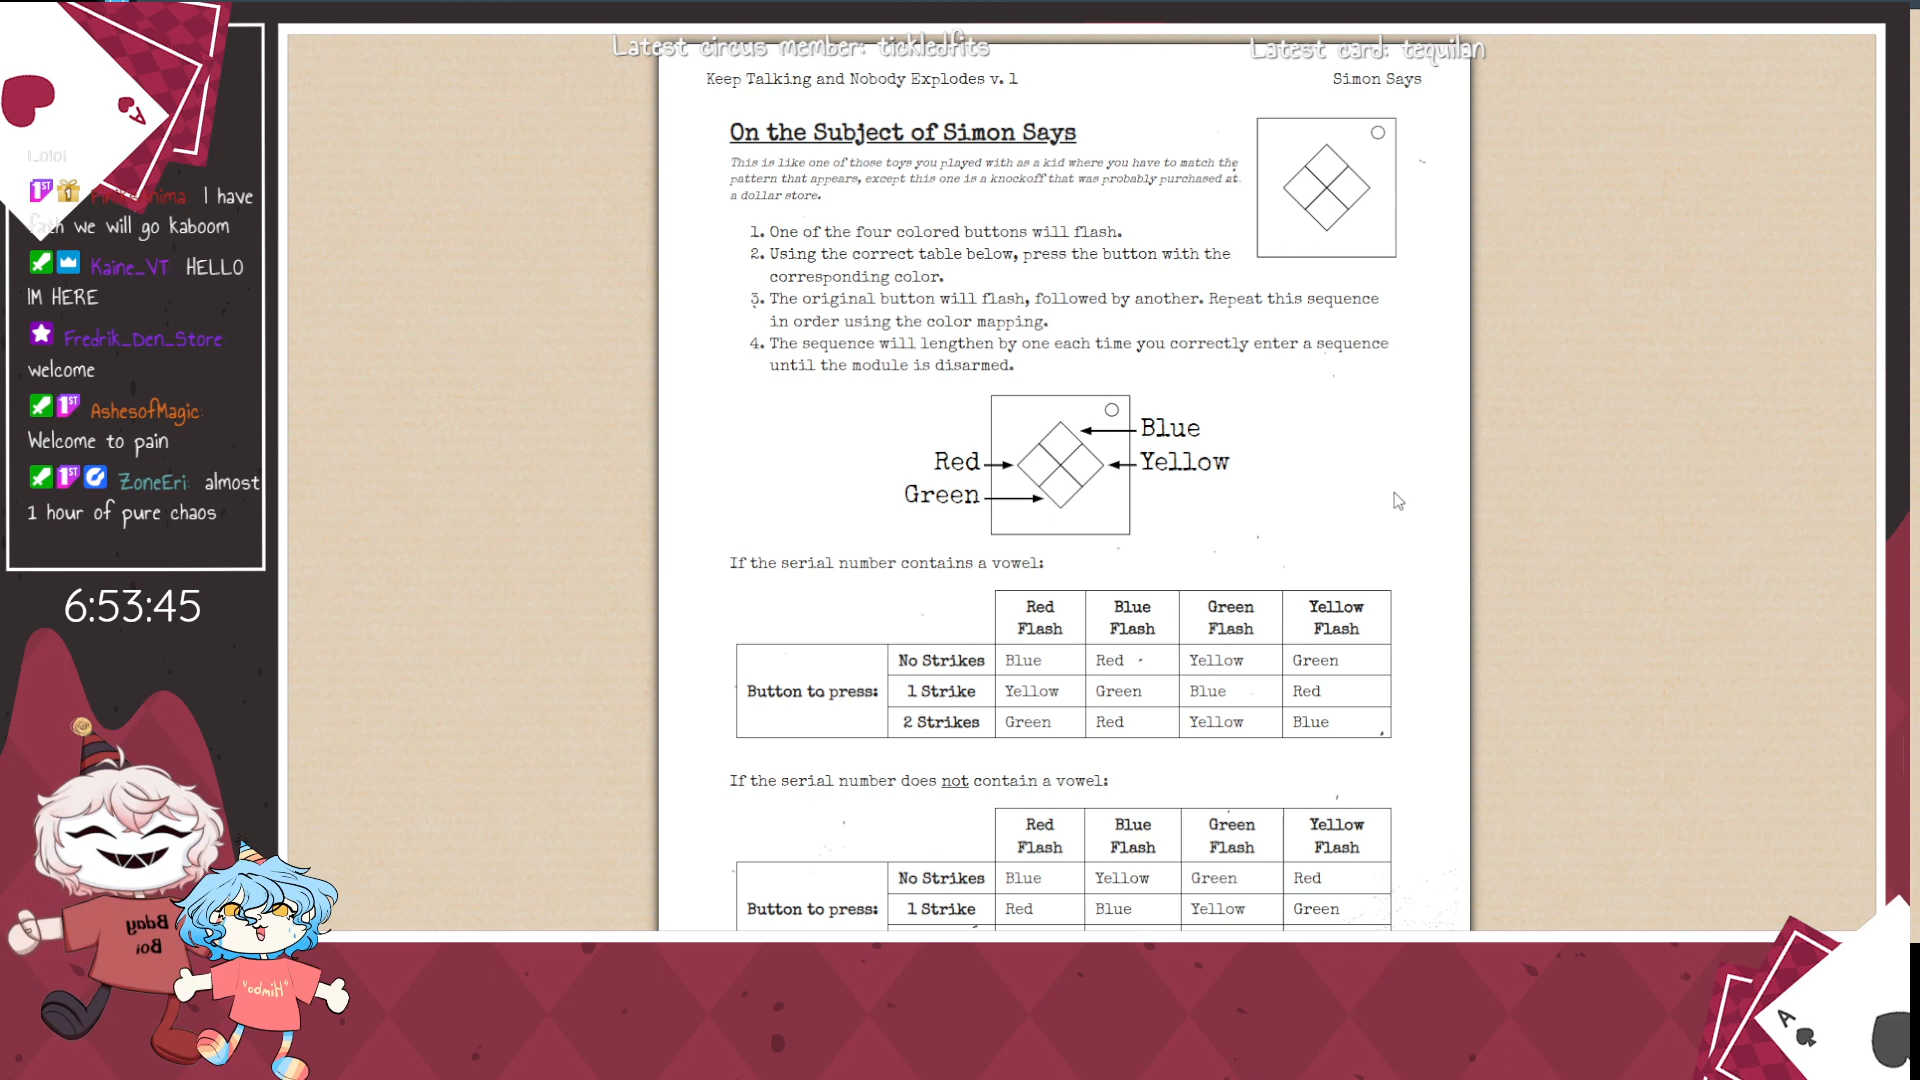 Latest circus member: tickledfits
Latest card: tequilan
Keep Talking and Nobody Explodes v. 1
Simon Says
On the Subject of Simon Says
This is like one of those toys you played with as a kid where you have to match the
pattern that appears, except this one is a knockoff that was probably purchased at
a dollar store.
1. One of the four colored buttons will flash.
2. Using the correct table below, press the button with the
corresponding color.
3. The original button will flash, followed by another. Repeat this sequence
in order using the color mapping.
4. The sequence will lengthen by one each time you correctly enter a sequence
until the module is disarmed.
Blue
Red
Yellow
Green
If the serial number contains a vowel:
Red Flash Blue Flash Green Flash Yellow Flash
Button to press:
No Strikes Blue Red Yellow Green
1 Strike Yellow Green Blue Red
2 Strikes Green Red Yellow Blue
If the serial number does not contain a vowel:
Red Flash Blue Flash Green Flash Yellow Flash
Button to press:
No Strikes Blue Yellow Green Red
1 Strike Red Blue Yellow Green
A
Lolol
1ST 1 I have
we will go kaboom
Kaine_VT: HELLO
IM HERE
Fredrik_Den_Store:
welcome
1ST AshesofMagic:
Welcome to pain
1ST ZoneEri: almost
1 hour of pure chaos
6:53:45
Bday
Boi
"Himbo"
A